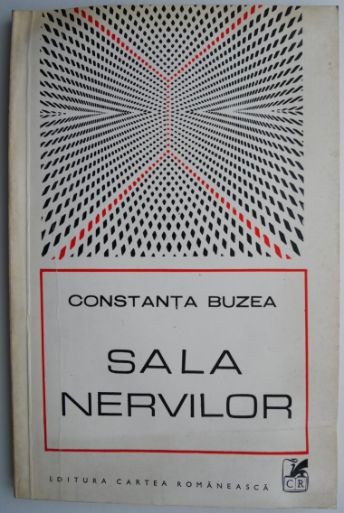 CONSTANȚA BUZEA
SALA
NERVILOR
EDITURA CARTEA ROMÂNEASCĂ
CR